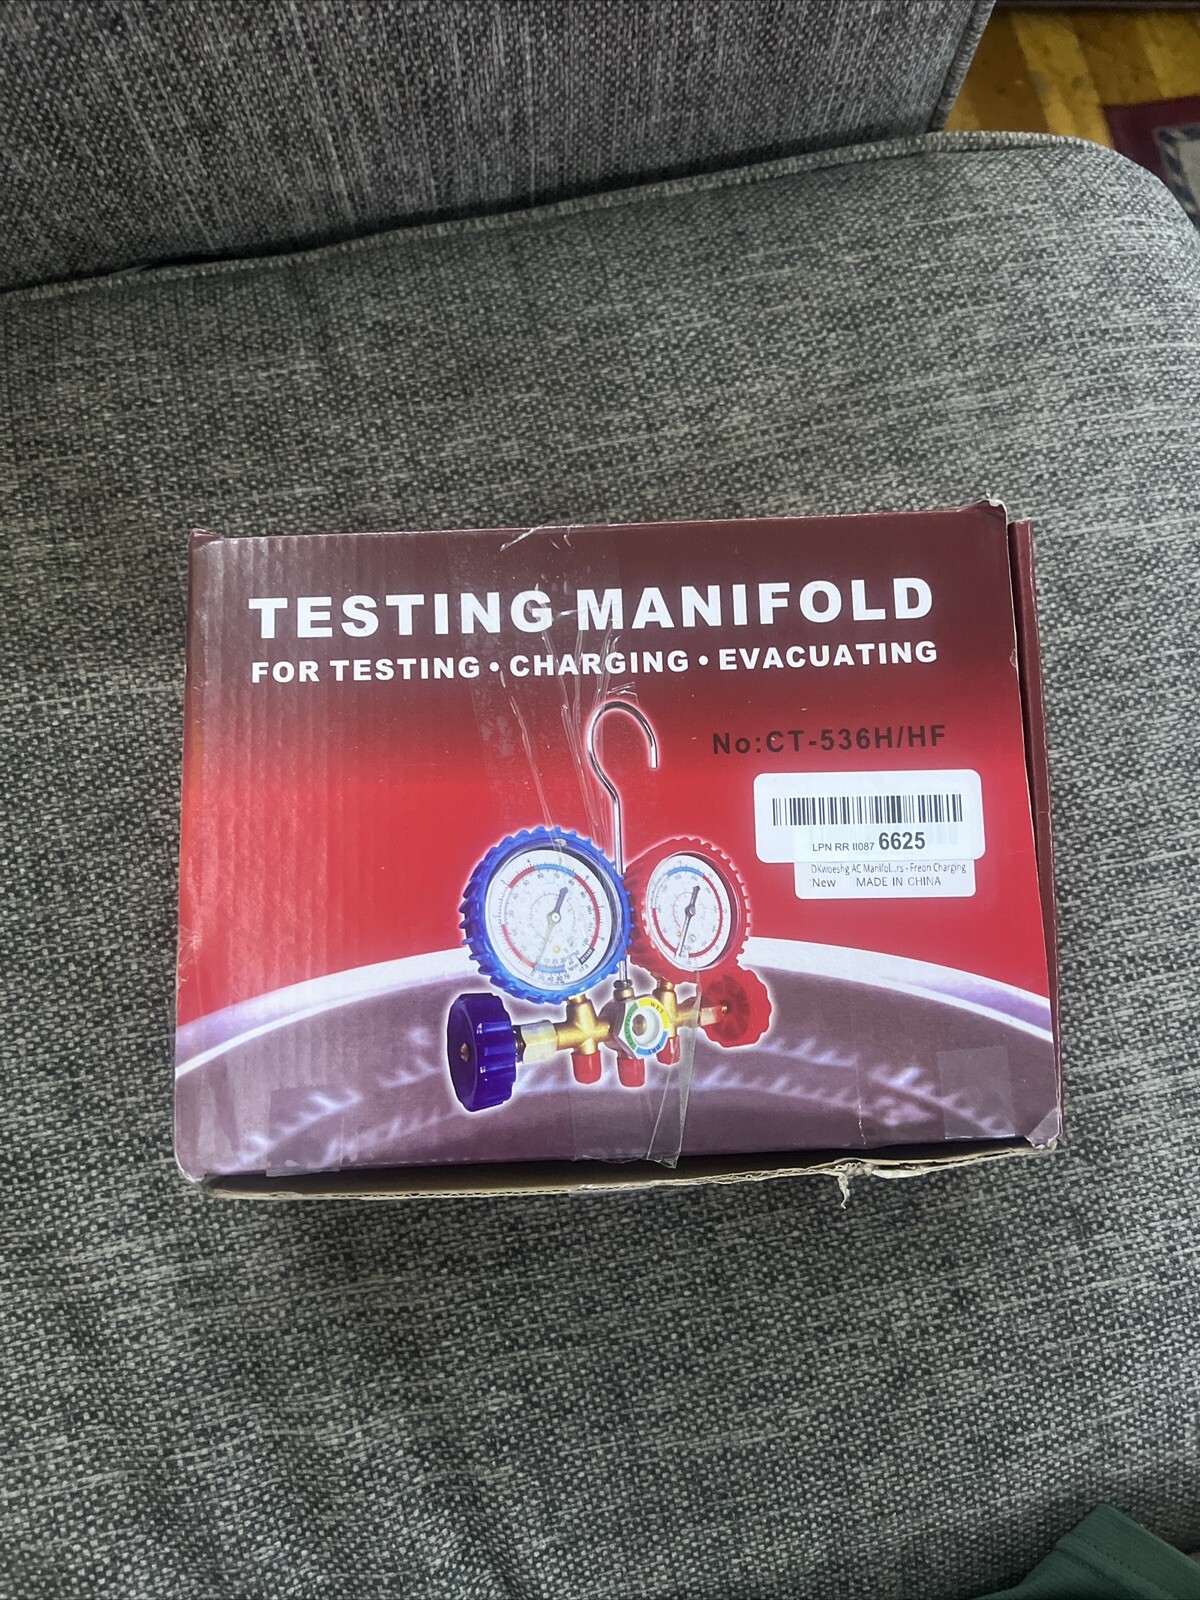 TESTING MANIFOLD
FOR TESTING • CHARGING • EVACUATING
No:CT-536H/HF
LPN RR II087 6625
DKwoeshg AC Manifol...rs - Freon Charging
New MADE IN CHINA